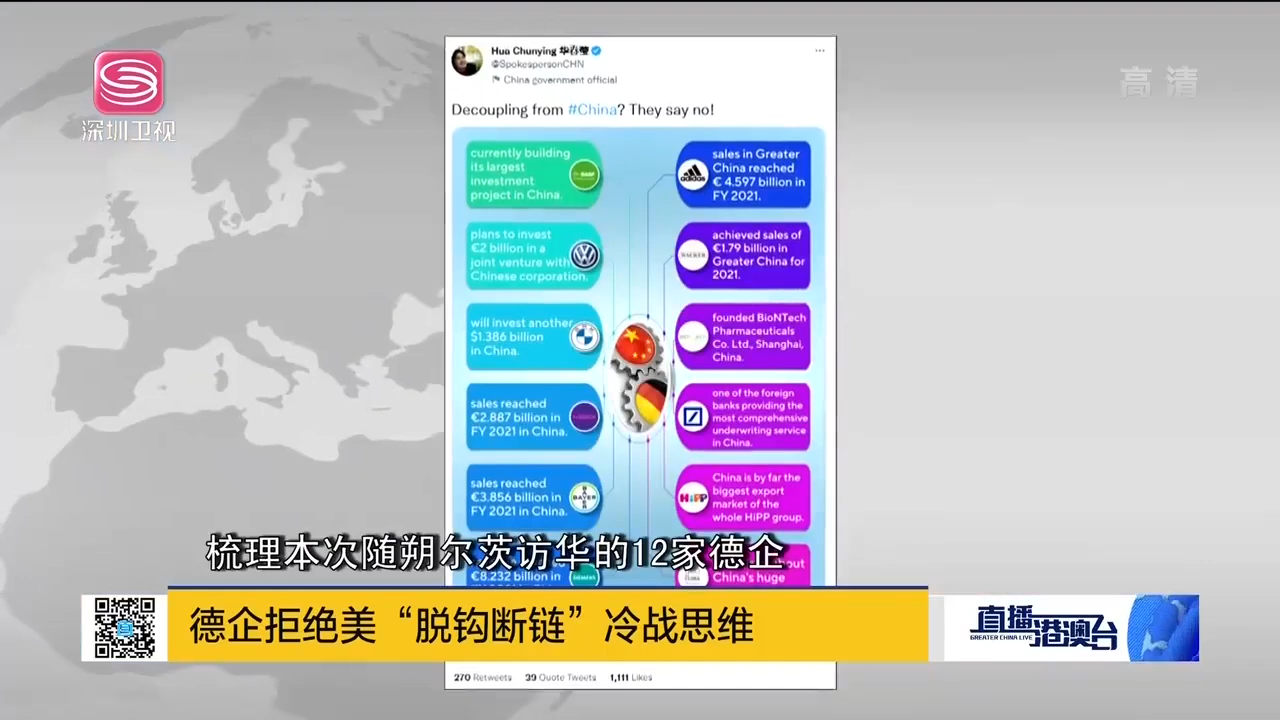 深圳卫视
高清
Hua Chunying 华春莹
@SpokespersonCHN
China government official
Decoupling from #China? They say no!
currently building
its largest
investment
project in China.
BASF
plans to invest
€2 billion in a
joint venture with
Chinese corporation.
will invest another
$1.386 billion
in China.
sales reached
€2.887 billion in
FY 2021 in China.
sales reached
€3.856 billion in
FY 2021 in China.
BAYER
€8.232 billion in
SIEMENS
adidas
sales in Greater
China reached
€ 4.597 billion in
FY 2021.
WACKER
achieved sales of
€1.79 billion in
Greater China for
2021.
founded BioNTech
Pharmaceuticals
Co. Ltd., Shanghai,
China.
one of the foreign
banks providing the
most comprehensive
underwriting service
in China.
HiPP
China is by far the
biggest export
market of the
whole HiPP group.
China's huge
梳理本次随朔尔茨访华的12家德企
德企拒绝美“脱钩断链”冷战思维
直播港澳台
GREATER CHINA LIVE
270 Retweets 39 Quote Tweets 1,111 Likes